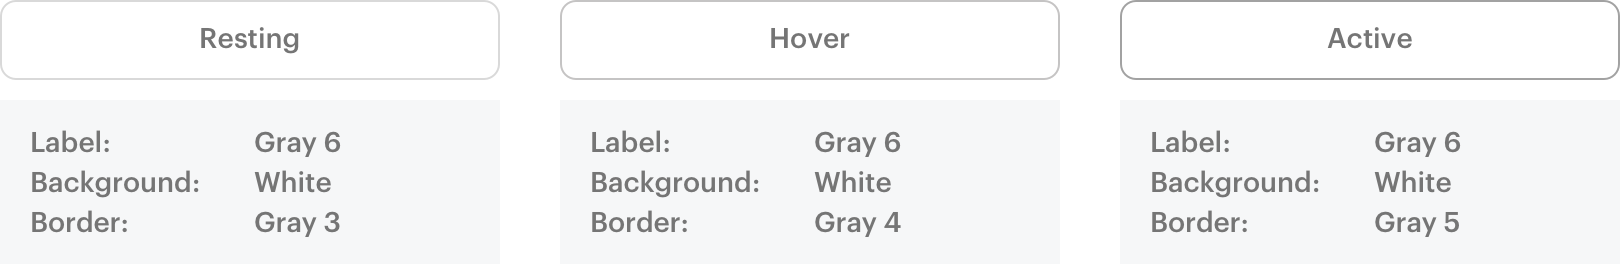 Resting
Label: Gray 6
Background: White
Border: Gray 3
Hover
Label: Gray 6
Background: White
Border: Gray 4
Active
Label: Gray 6
Background: White
Border: Gray 5